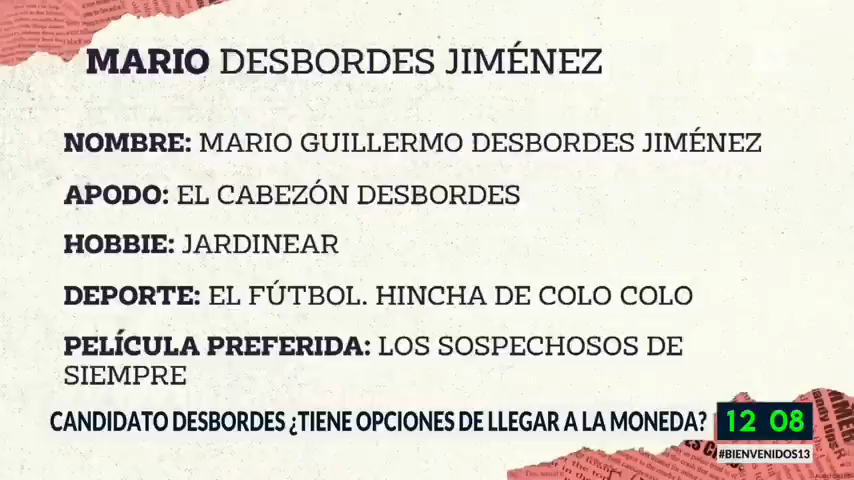 MARIO DESBORDES JIMÉNEZ
NOMBRE: MARIO GUILLERMO DESBORDES JIMÉNEZ
APODO: EL CABEZÓN DESBORDES
HOBBIE: JARDINEAR
DEPORTE: EL FÚTBOL. HINCHA DE COLO COLO
PELÍCULA PREFERIDA: LOS SOSPECHOSOS DE
SIEMPRE
CANDIDATO DESBORDES ¿TIENE OPCIONES DE LLEGAR A LA MONEDA?
12 08
#BIENVENIDOS13